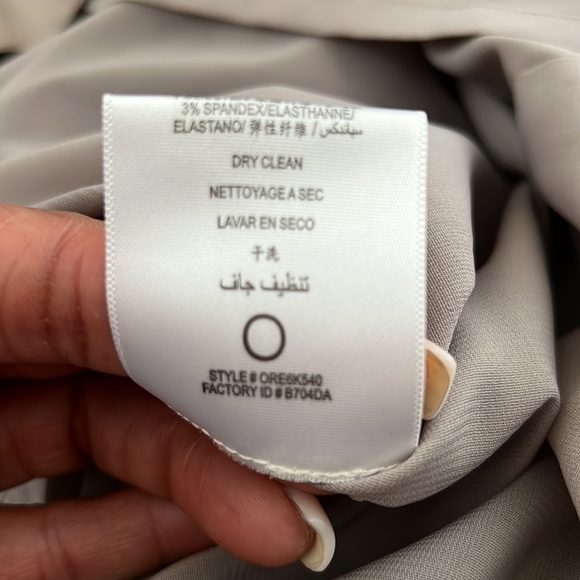 3% SPANDEX/ELASTHANNE/
ELASTANO/ 弹性纤维 / سباندكس
DRY CLEAN
NETTOYAGE A SEC
LAVAR EN SECO
干洗
تنظيف جاف
STYLE # ORE6K540
FACTORY ID # B704DA